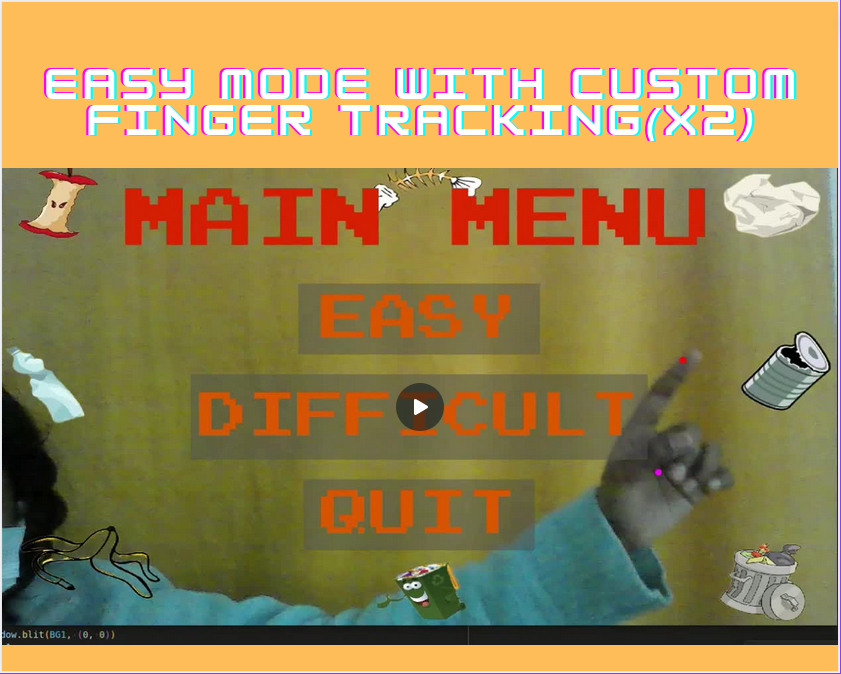 EASY MODE WITH CUSTOM
FINGER TRACKING(X2)
MAIN MENU
EASY
DIFFICULT
QUIT
dow.blit(BG1, (0, 0))